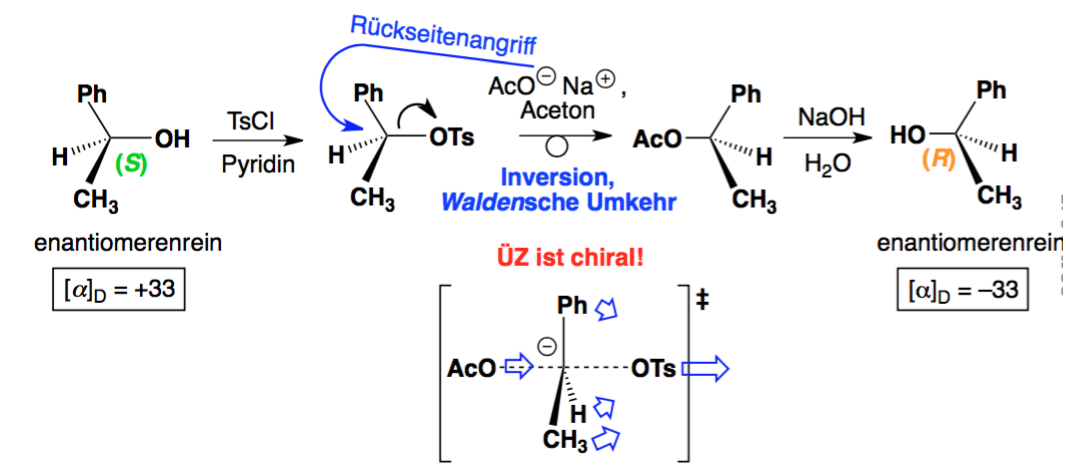 Rückseitenangriff
Ph
H
OH
(S)
CH₃
enantiomerenrein
[α]D = +33
TsCl
Pyridin
Ph
H
OTs
CH₃
AcO⊖ Na⊕,
Aceton
Inversion,
Waldensche Umkehr
Ph
AcO
H
CH₃
NaOH
H₂O
Ph
HO
(R)
H
CH₃
enantiomerenrein
[α]D = –33
ÜZ ist chiral!
Ph
⊖
AcO
OTs
H
CH₃
‡